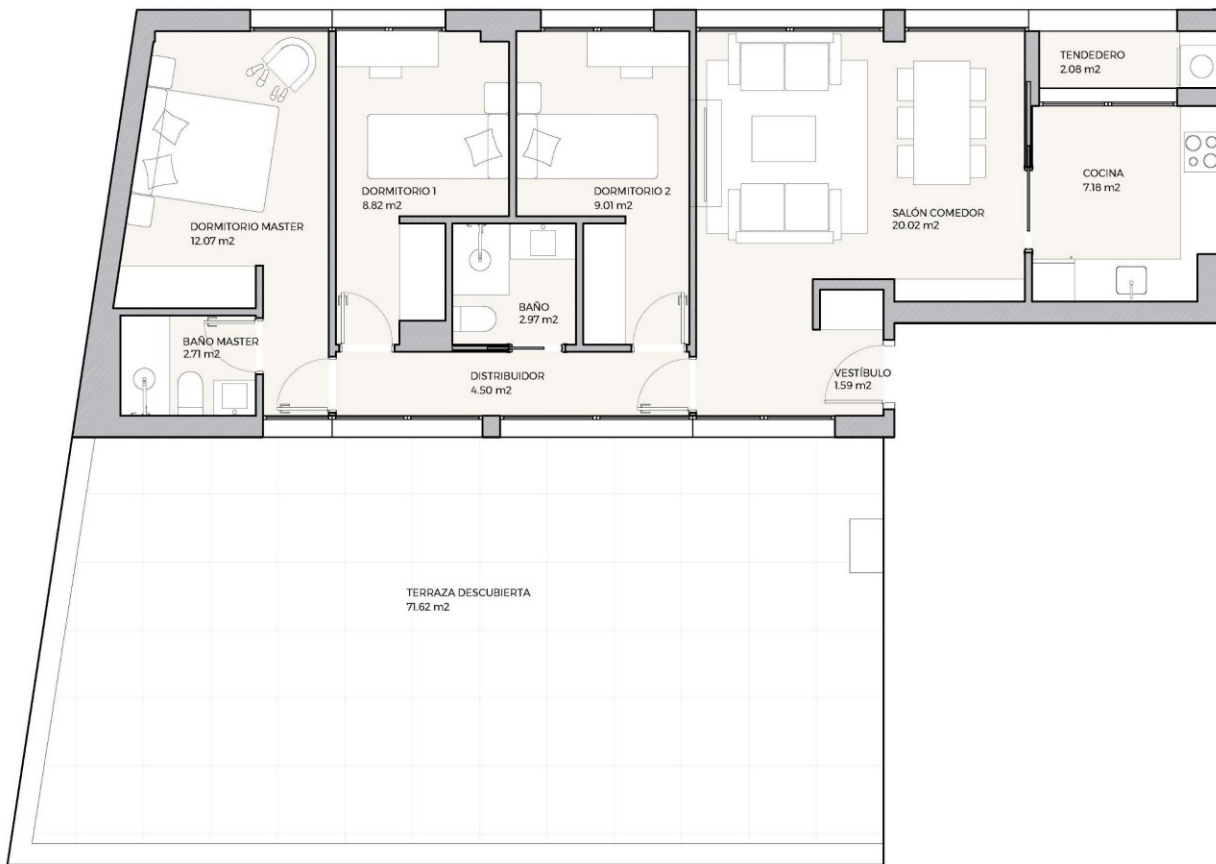 TENDEDERO
2.08 m2
COCINA
7.18 m2
DORMITORIO 1
8.82 m2
DORMITORIO 2
9.01 m2
SALÓN COMEDOR
20.02 m2
DORMITORIO MASTER
12.07 m2
BAÑO
2.97 m2
BAÑO MASTER
2.71 m2
DISTRIBUIDOR
4.50 m2
VESTÍBULO
1.59 m2
TERRAZA DESCUBIERTA
71.62 m2